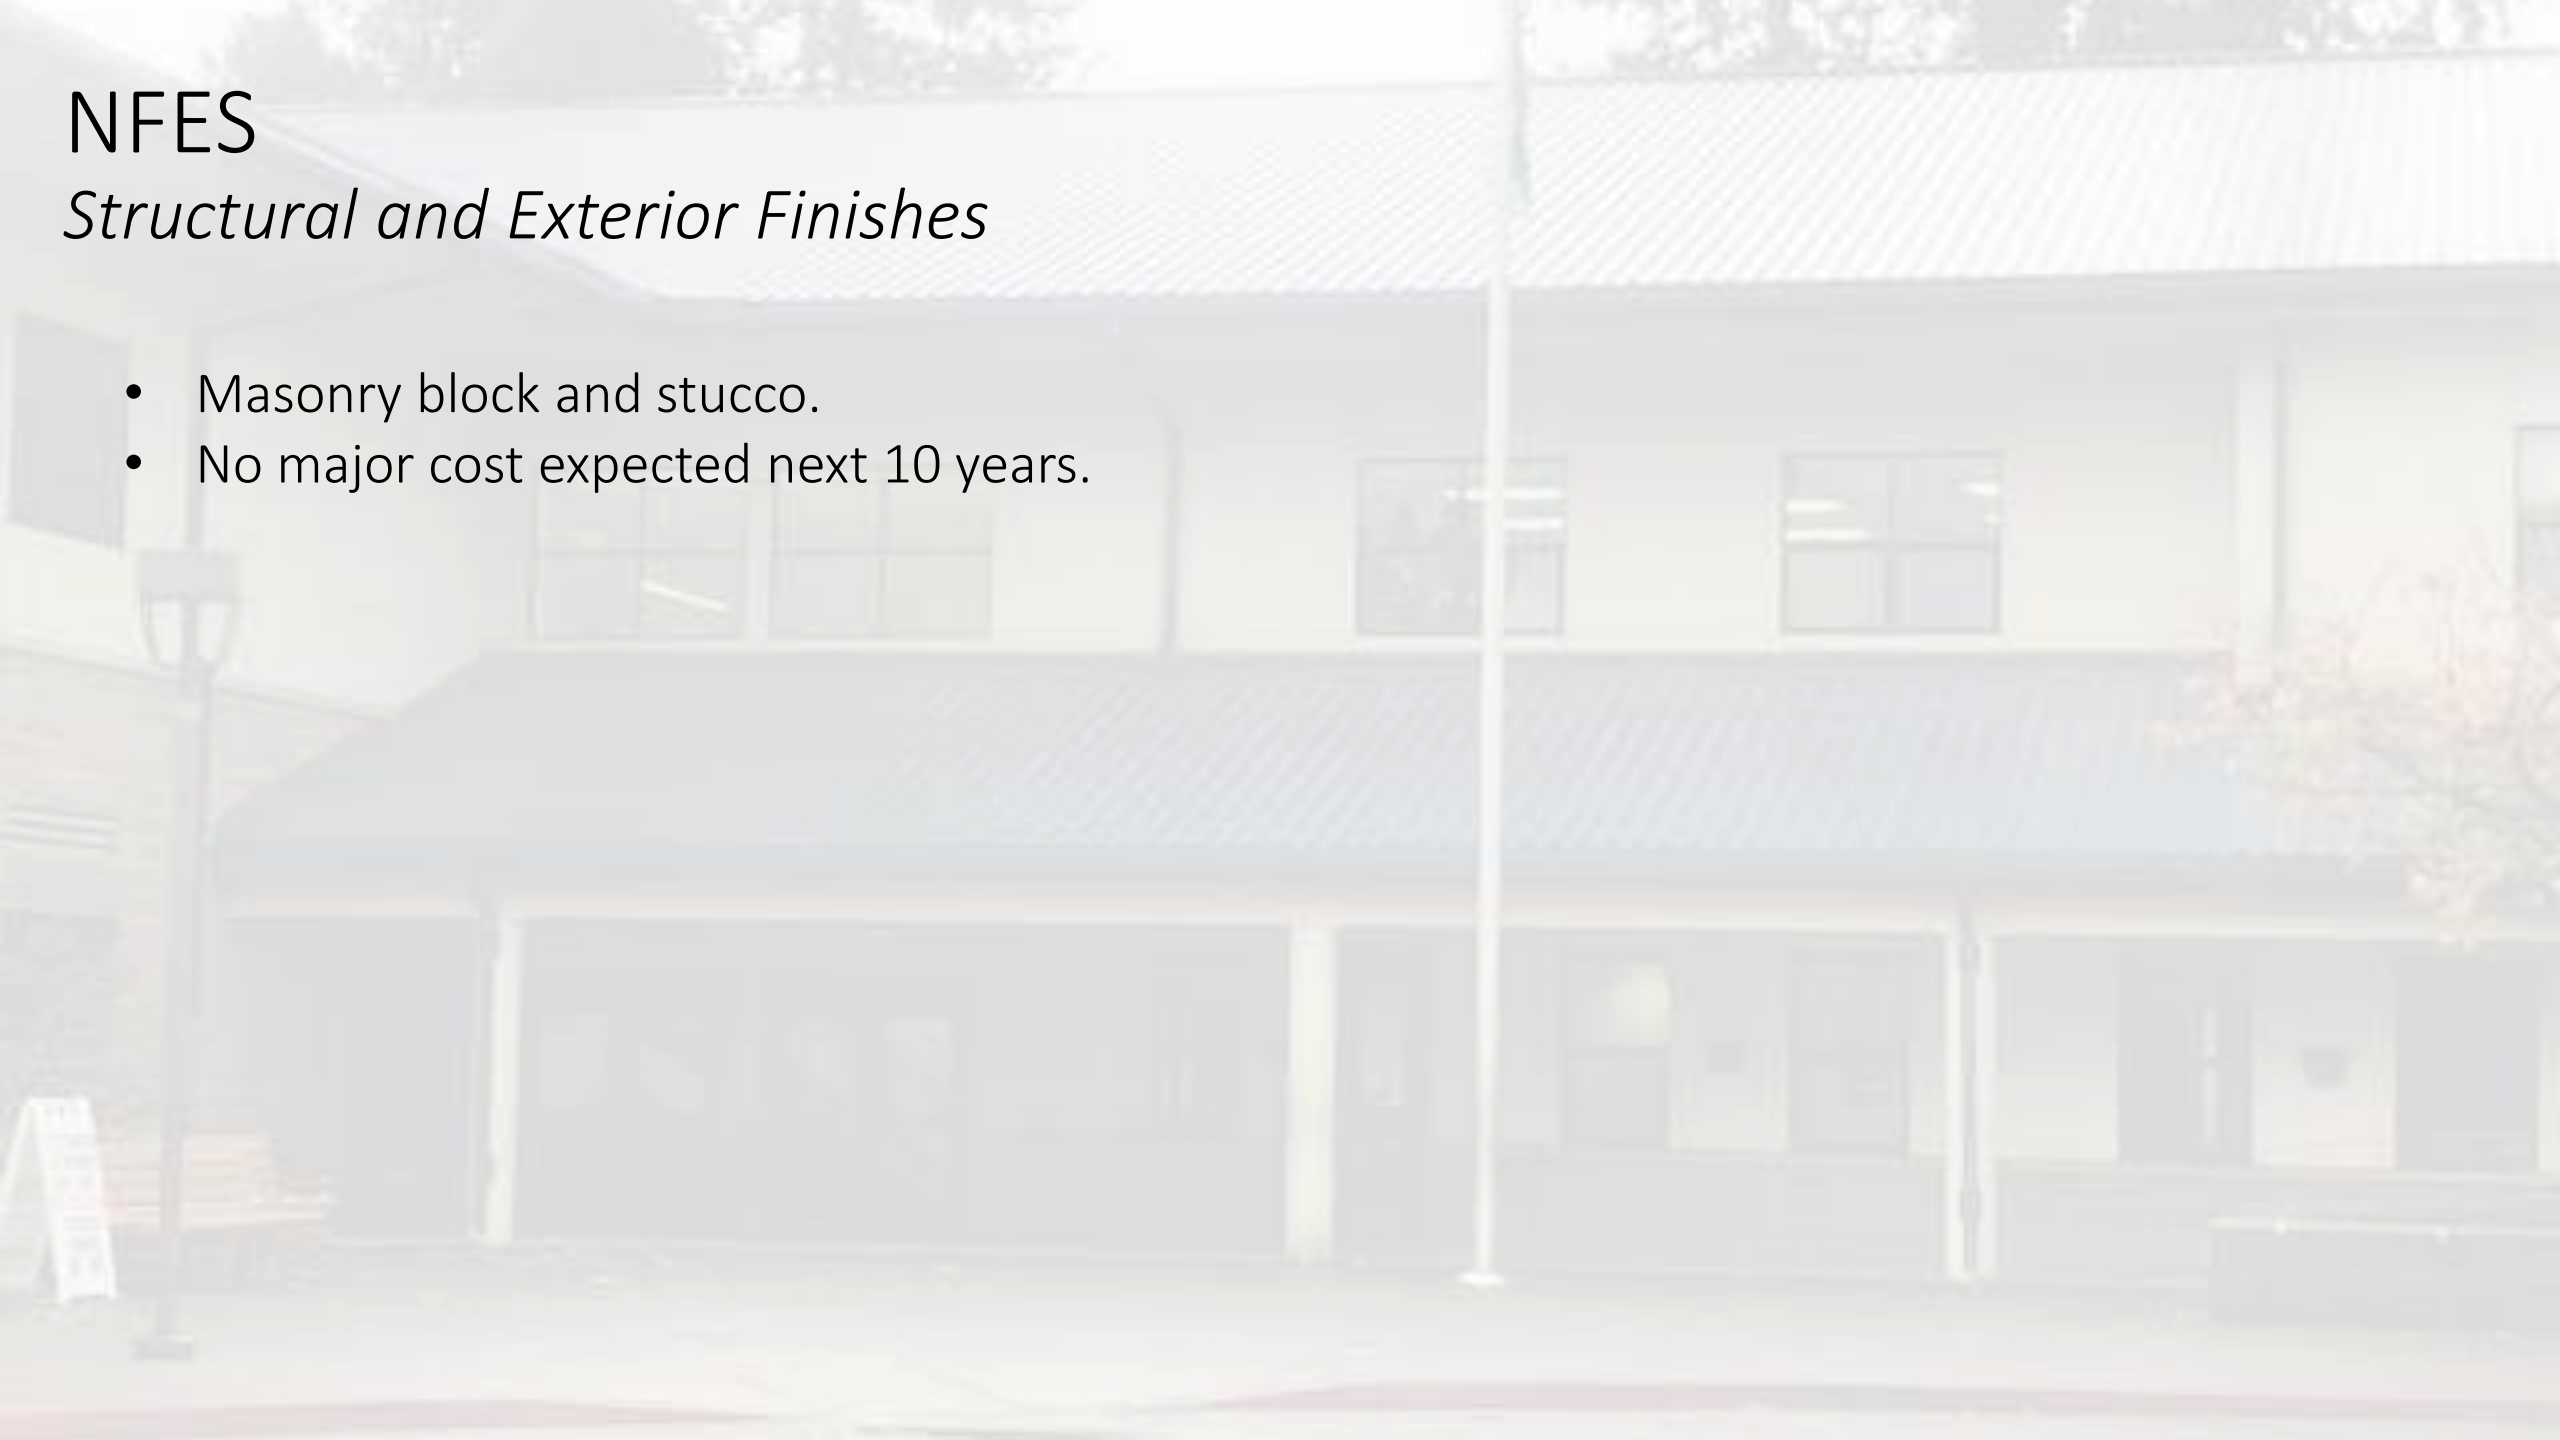 NFES
Structural and Exterior Finishes
• Masonry block and stucco.
• No major cost expected next 10 years.